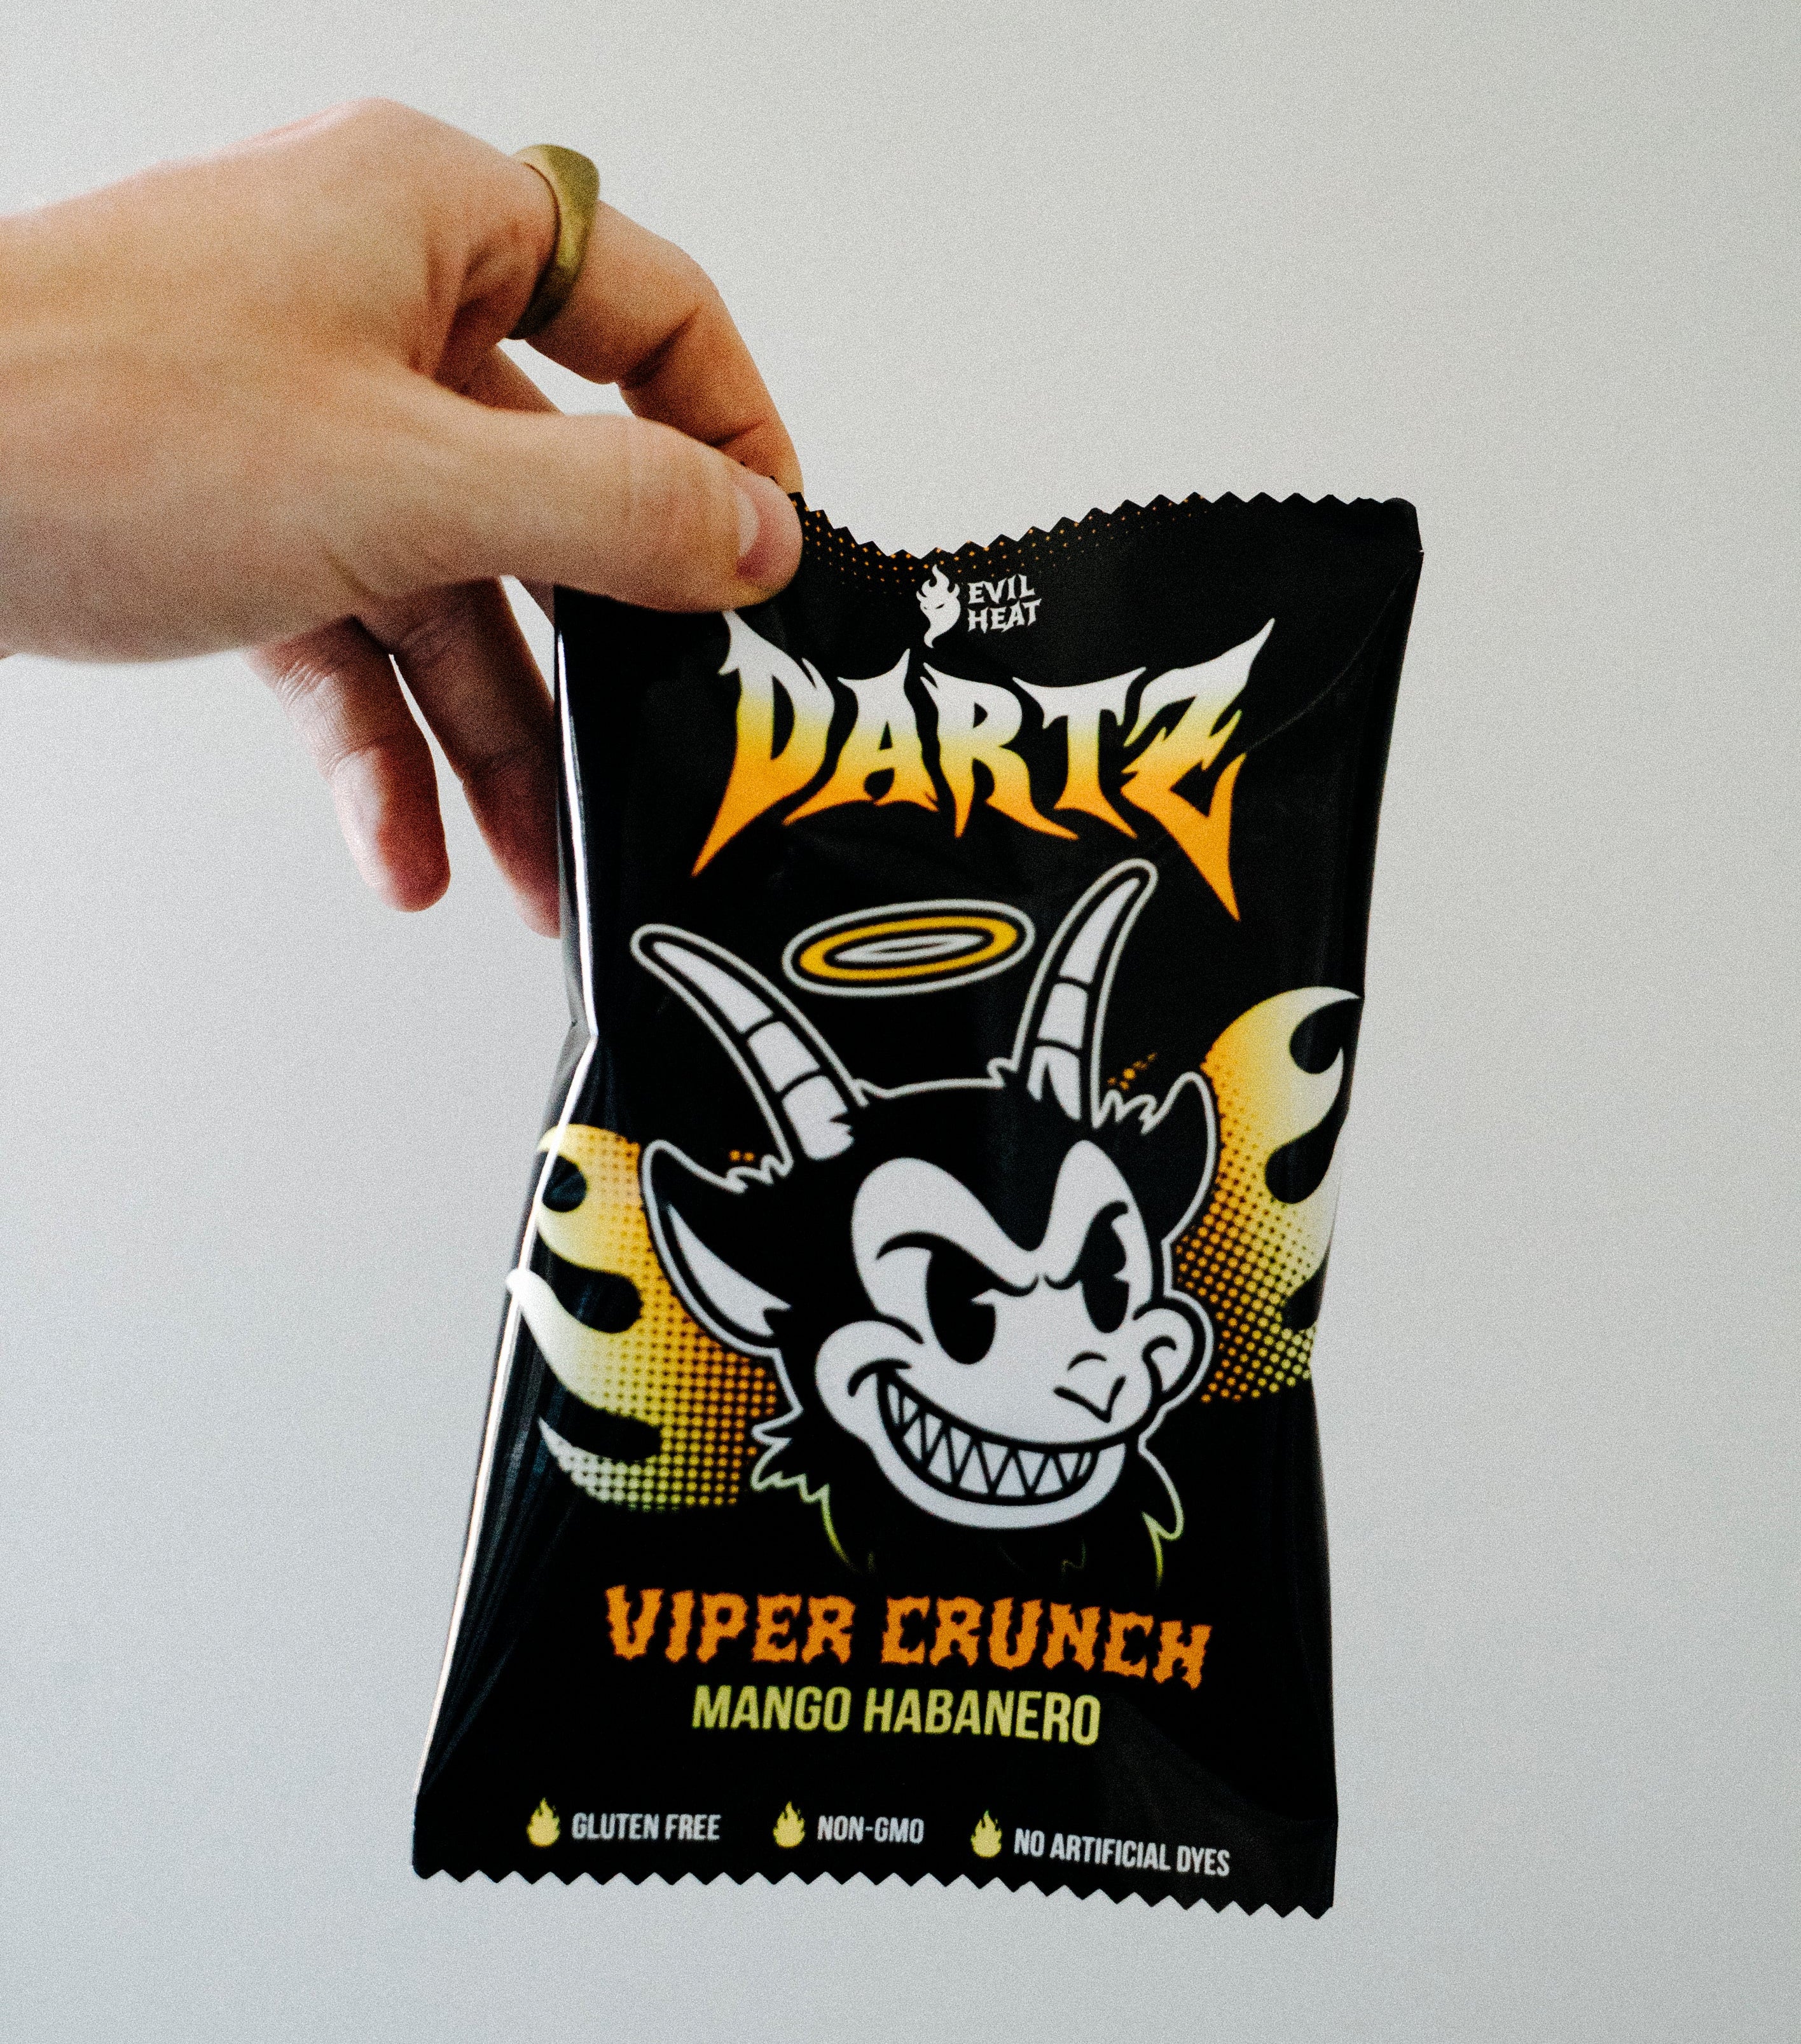 EVIL
HEAT
DARTZ
VIPER CRUNCH
MANGO HABANERO
GLUTEN FREE
NON-GMO
NO ARTIFICIAL DYES